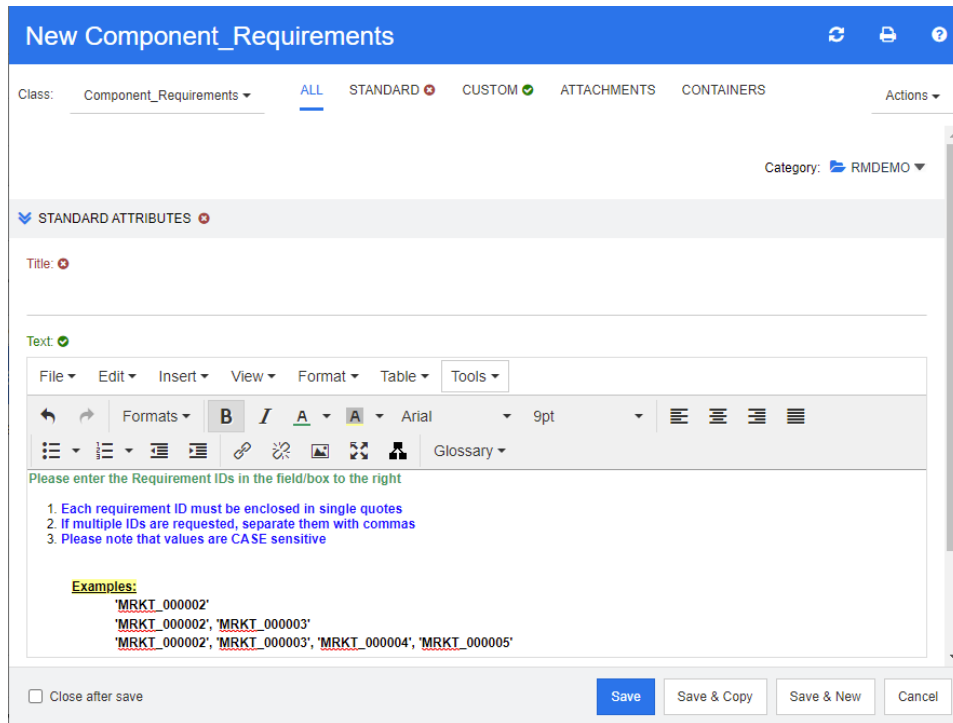 New Component_Requirements
Class: Component_Requirements ALL STANDARD CUSTOM ATTACHMENTS CONTAINERS Actions
Category: RMDEMO
STANDARD ATTRIBUTES
Title:
Text:
File Edit Insert View Format Table Tools
Formats B I A A Arial 9pt
Glossary
Please enter the Requirement IDs in the field/box to the right
1. Each requirement ID must be enclosed in single quotes
2. If multiple IDs are requested, separate them with commas
3. Please note that values are CASE sensitive
Examples:
'MRKT_000002'
'MRKT_000002', 'MRKT_000003'
'MRKT_000002', 'MRKT_000003', 'MRKT_000004', 'MRKT_000005'
Close after save Save Save & Copy Save & New Cancel